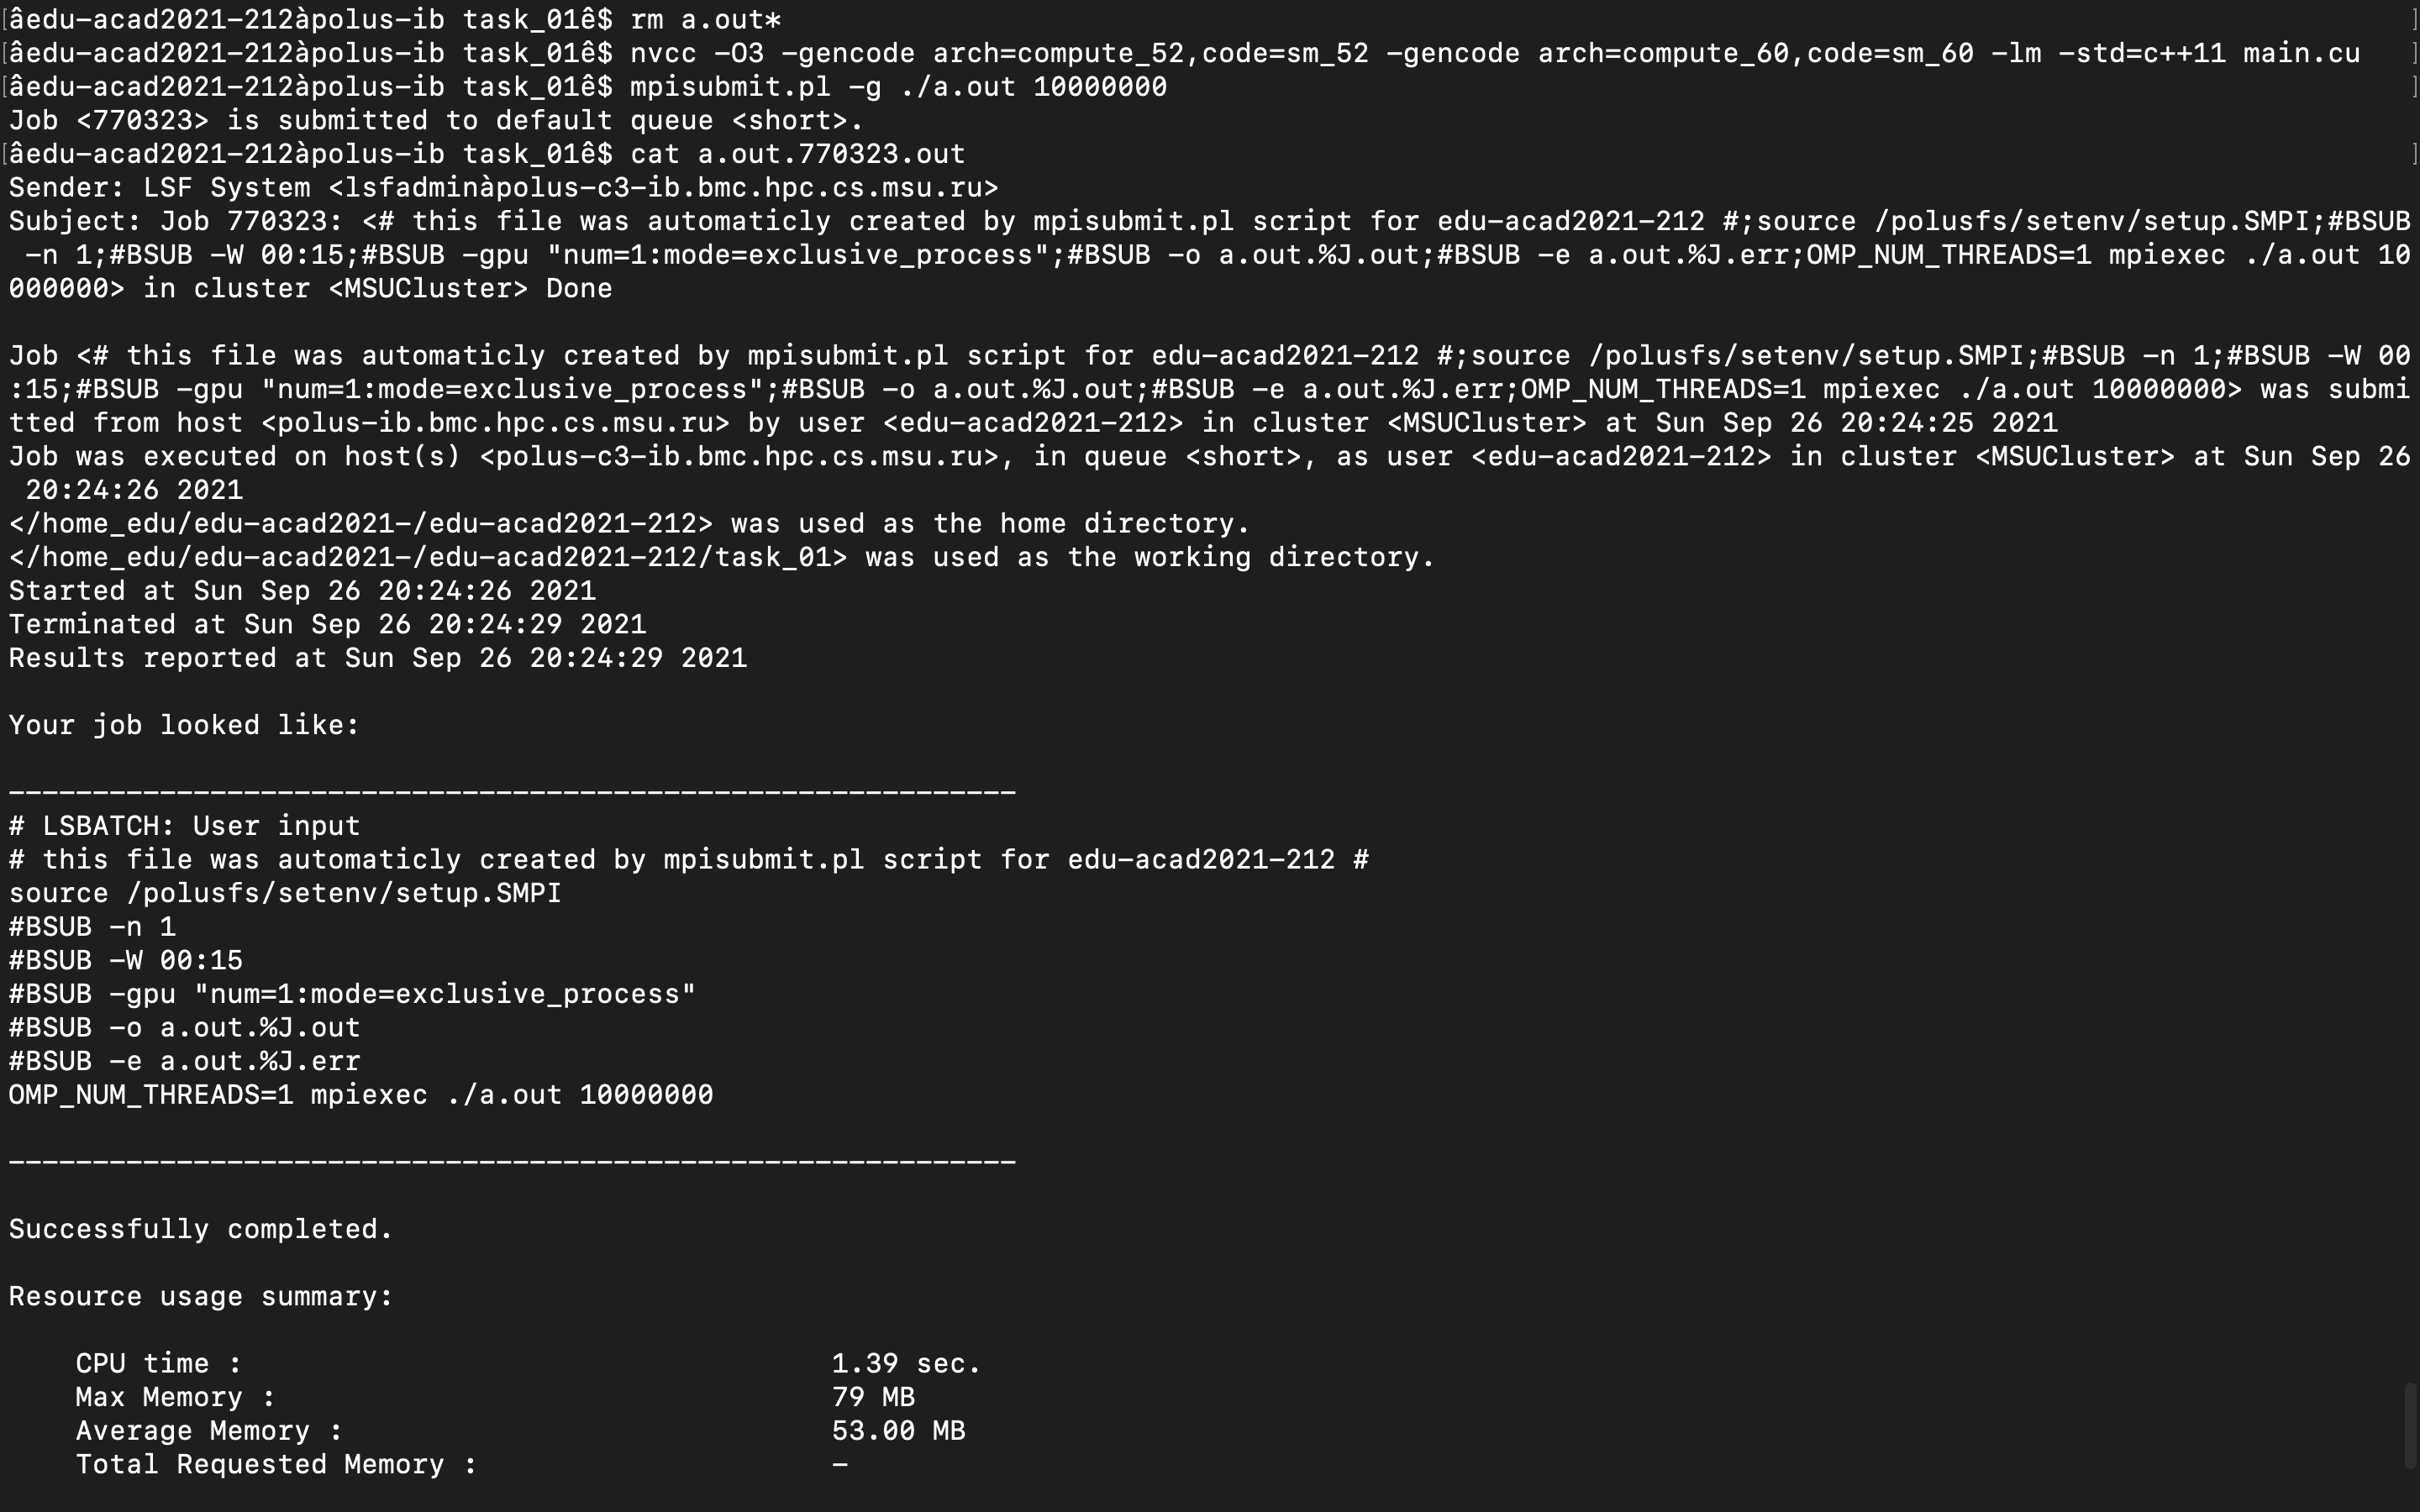 [âedu-acad2021-212àpolus-ib task_01ê$ rm a.out* ]
[âedu-acad2021-212àpolus-ib task_01ê$ nvcc -O3 -gencode arch=compute_52,code=sm_52 -gencode arch=compute_60,code=sm_60 -lm -std=c++11 main.cu ]
[âedu-acad2021-212àpolus-ib task_01ê$ mpisubmit.pl -g ./a.out 10000000 ]
Job <770323> is submitted to default queue <short>.
[âedu-acad2021-212àpolus-ib task_01ê$ cat a.out.770323.out ]
Sender: LSF System <lsfadminàpolus-c3-ib.bmc.hpc.cs.msu.ru>
Subject: Job 770323: <# this file was automaticly created by mpisubmit.pl script for edu-acad2021-212 #;source /polusfs/setenv/setup.SMPI;#BSUB
 -n 1;#BSUB -W 00:15;#BSUB -gpu "num=1:mode=exclusive_process";#BSUB -o a.out.%J.out;#BSUB -e a.out.%J.err;OMP_NUM_THREADS=1 mpiexec ./a.out 10
000000> in cluster <MSUCluster> Done

Job <# this file was automaticly created by mpisubmit.pl script for edu-acad2021-212 #;source /polusfs/setenv/setup.SMPI;#BSUB -n 1;#BSUB -W 00
:15;#BSUB -gpu "num=1:mode=exclusive_process";#BSUB -o a.out.%J.out;#BSUB -e a.out.%J.err;OMP_NUM_THREADS=1 mpiexec ./a.out 10000000> was submi
tted from host <polus-ib.bmc.hpc.cs.msu.ru> by user <edu-acad2021-212> in cluster <MSUCluster> at Sun Sep 26 20:24:25 2021
Job was executed on host(s) <polus-c3-ib.bmc.hpc.cs.msu.ru>, in queue <short>, as user <edu-acad2021-212> in cluster <MSUCluster> at Sun Sep 26
 20:24:26 2021
</home_edu/edu-acad2021-/edu-acad2021-212> was used as the home directory.
</home_edu/edu-acad2021-/edu-acad2021-212/task_01> was used as the working directory.
Started at Sun Sep 26 20:24:26 2021
Terminated at Sun Sep 26 20:24:29 2021
Results reported at Sun Sep 26 20:24:29 2021

Your job looked like:

------------------------------------------------------------
# LSBATCH: User input
# this file was automaticly created by mpisubmit.pl script for edu-acad2021-212 #
source /polusfs/setenv/setup.SMPI
#BSUB -n 1
#BSUB -W 00:15
#BSUB -gpu "num=1:mode=exclusive_process"
#BSUB -o a.out.%J.out
#BSUB -e a.out.%J.err
OMP_NUM_THREADS=1 mpiexec ./a.out 10000000

------------------------------------------------------------

Successfully completed.

Resource usage summary:

    CPU time :                                   1.39 sec.
    Max Memory :                                 79 MB
    Average Memory :                             53.00 MB
    Total Requested Memory :                     -